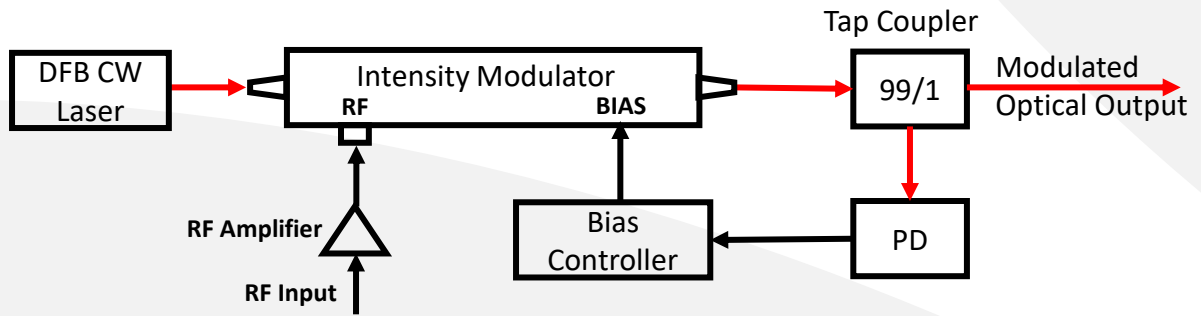 Tap Coupler
DFB CW
Laser
Intensity Modulator
RF
BIAS
99/1
Modulated
Optical Output
RF Amplifier
Bias
Controller
PD
RF Input